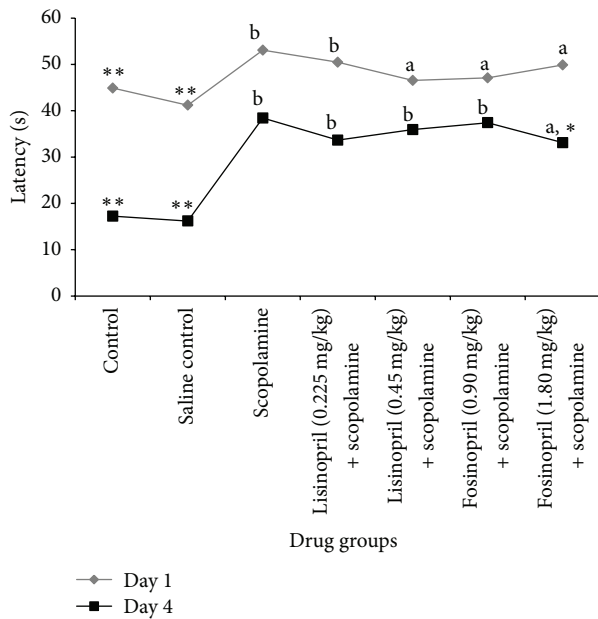 60
50
40
30
20
10
0
Latency (s)
** ** b b a a a
** ** b b b b a, *
Control
Saline control
Scopolamine
Lisinopril (0.225 mg/kg)
+ scopolamine
Lisinopril (0.45 mg/kg)
+ scopolamine
Fosinopril (0.90 mg/kg)
+ scopolamine
Fosinopril (1.80 mg/kg)
+ scopolamine
Drug groups
Day 1
Day 4